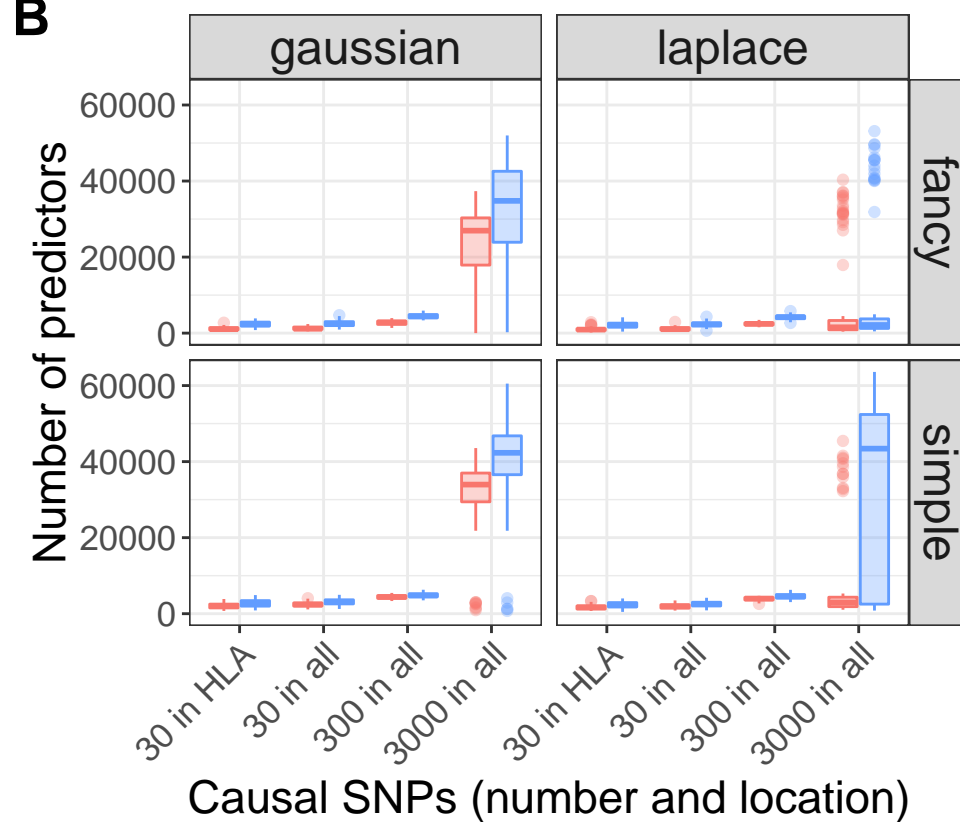 B
gaussian
laplace
Number of predictors
60000
40000
20000
0
fancy
60000
40000
20000
0
simple
30 in HLA
30 in all
300 in all
3000 in all
30 in HLA
30 in all
300 in all
3000 in all
Causal SNPs (number and location)